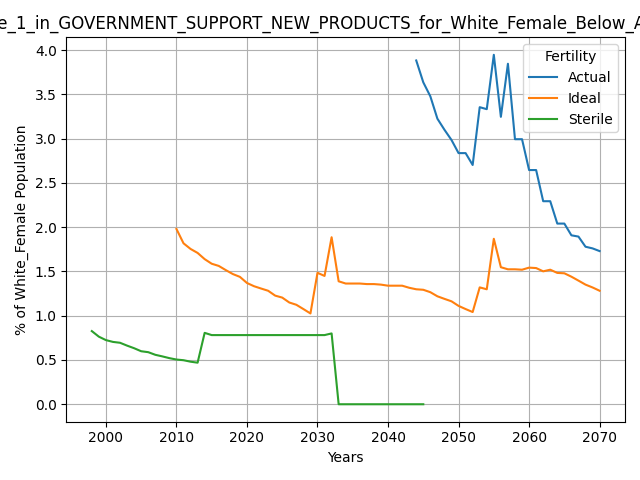 e_1_in_GOVERNMENT_SUPPORT_NEW_PRODUCTS_for_White_Female_Below_A
Fertility
Actual
Ideal
Sterile
% of White_Female Population
4.0
3.5
3.0
2.5
2.0
1.5
1.0
0.5
0.0
2000 2010 2020 2030 2040 2050 2060 2070
Years